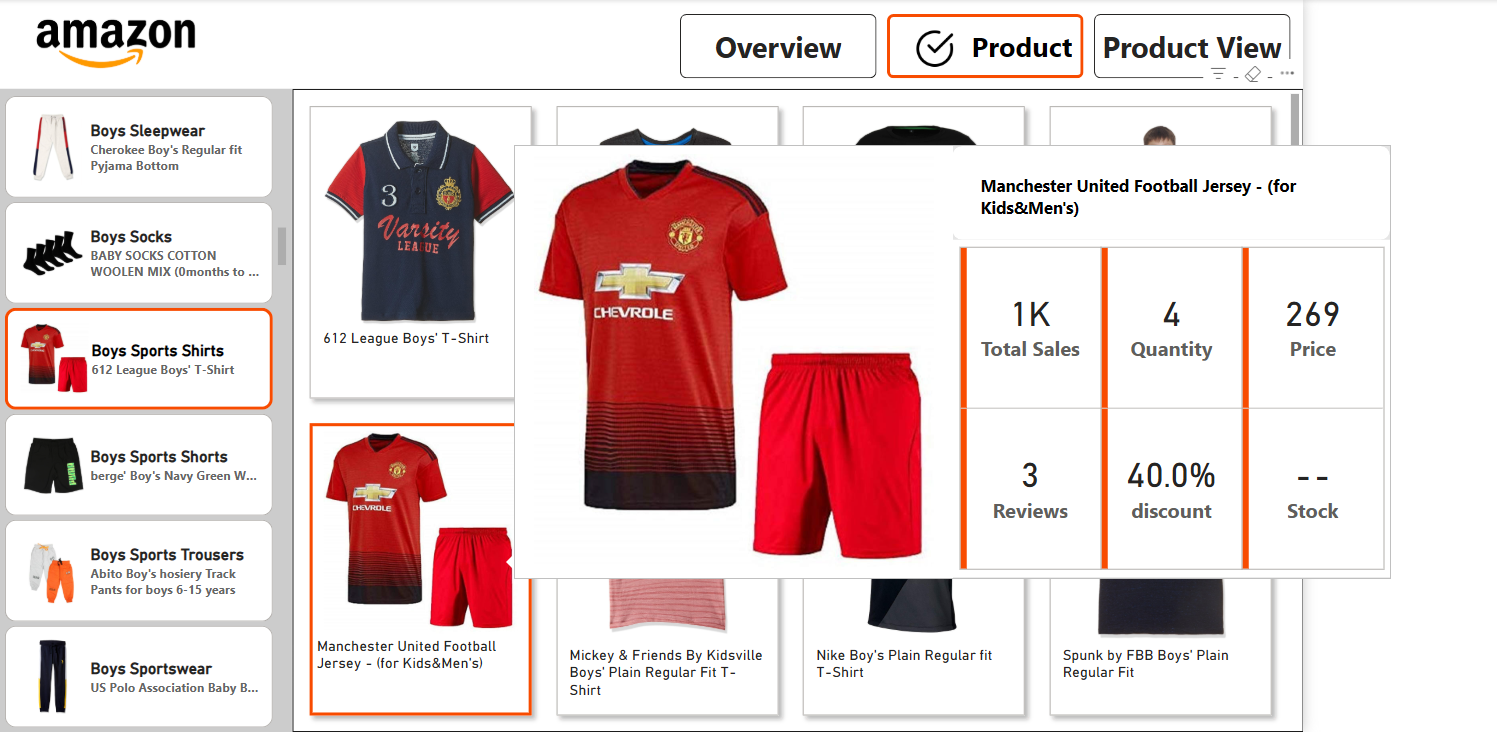 amazon
Overview
Product
Product View
Boys Sleepwear
Cherokee Boy's Regular fit
Pyjama Bottom
Boys Socks
BABY SOCKS COTTON
WOOLEN MIX (0months to ...
Boys Sports Shirts
612 League Boys' T-Shirt
Boys Sports Shorts
berge' Boy's Navy Green W...
PUMA
Boys Sports Trousers
Abito Boy's hosiery Track
Pants for boys 6-15 years
Boys Sportswear
US Polo Association Baby B...
3
Varsity
LEAGUE
612 League Boys' T-Shirt
CHEVROLE
Manchester United Football
Jersey - (for Kids&Men's)
MANCHESTER
UNITED
CHEVROLE
Manchester United Football Jersey - (for
Kids&Men's)
1K
Total Sales
4
Quantity
269
Price
3
Reviews
40.0%
discount
--
Stock
Mickey & Friends By Kidsville
Boys' Plain Regular Fit T-
Shirt
Nike Boy's Plain Regular fit
T-Shirt
Spunk by FBB Boys' Plain
Regular Fit